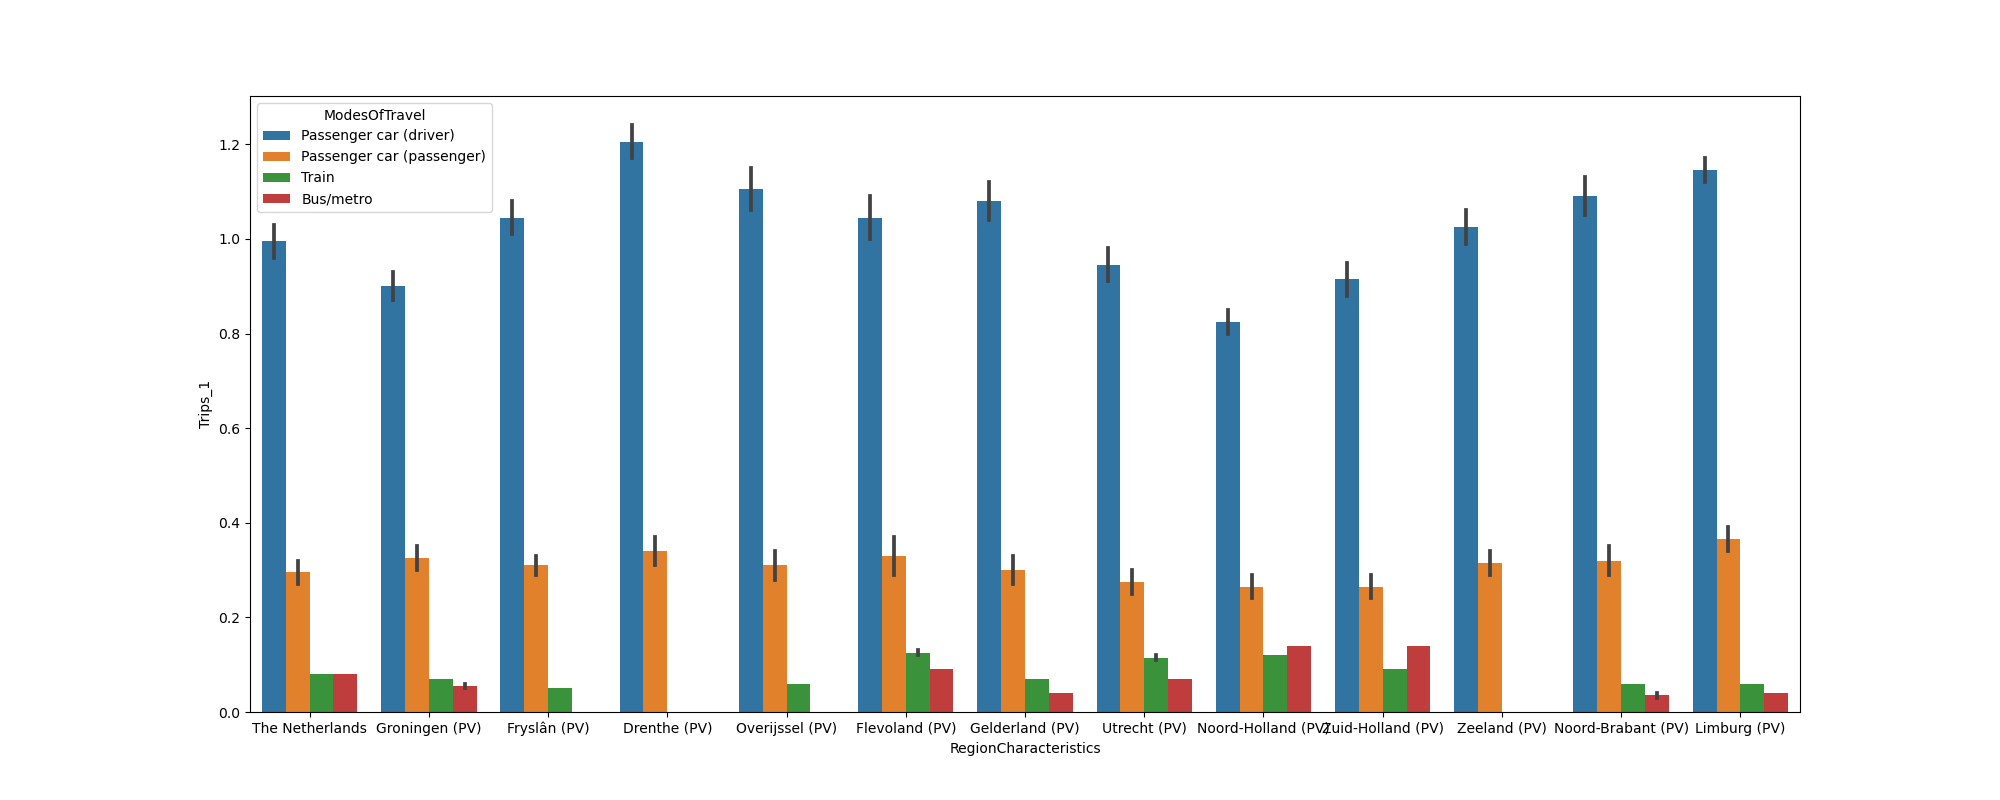 ModesOfTravel
Passenger car (driver)
Passenger car (passenger)
Train
Bus/metro
1.2
1.0
0.8
0.6
0.4
0.2
0.0
Trips_1
The Netherlands Groningen (PV) Fryslân (PV) Drenthe (PV) Overijssel (PV) Flevoland (PV) Gelderland (PV) Utrecht (PV) Noord-Holland (PV) Zuid-Holland (PV) Zeeland (PV) Noord-Brabant (PV) Limburg (PV)
RegionCharacteristics